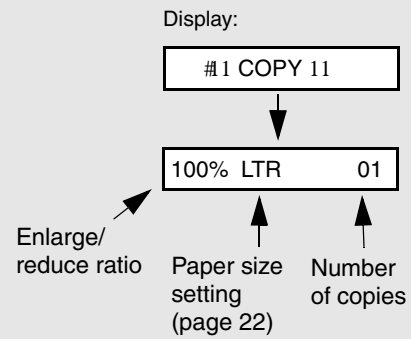 Display:
#11 COPY 11
100% LTR 01
Enlarge/
reduce ratio
Paper size
setting
(page 22)
Number
of copies